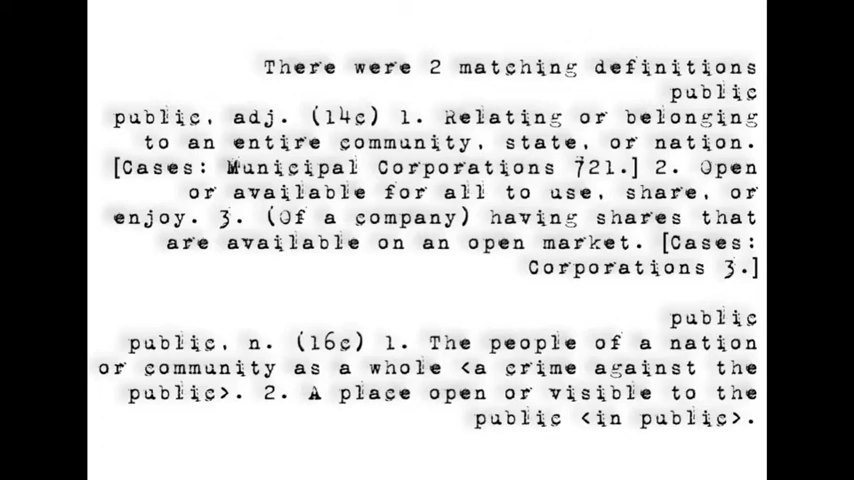 There were 2 matching definitions
public
public, adj. (14c) 1. Relating or belonging
to an entire community, state, or nation.
[Cases: Municipal Corporations 721.] 2. Open
or available for all to use, share, or
enjoy. 3. (Of a company) having shares that
are available on an open market. [Cases:
Corporations 3.]
public
public, n. (16c) 1. The people of a nation
or community as a whole <a crime against the
public>. 2. A place open or visible to the
public <in public>.